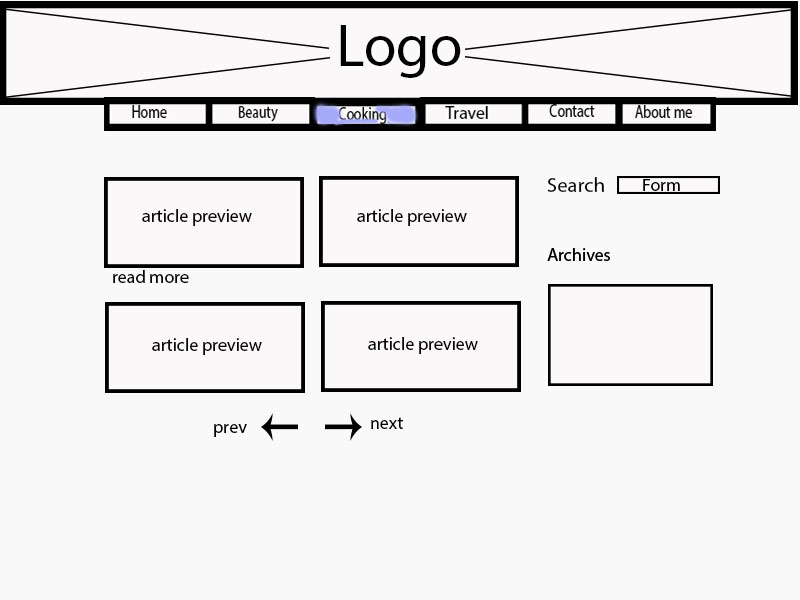 Logo
Home
Beauty
Cooking
Travel
Contact
About me
article preview
article preview
Search
Form
read more
Archives
article preview
article preview
prev
next